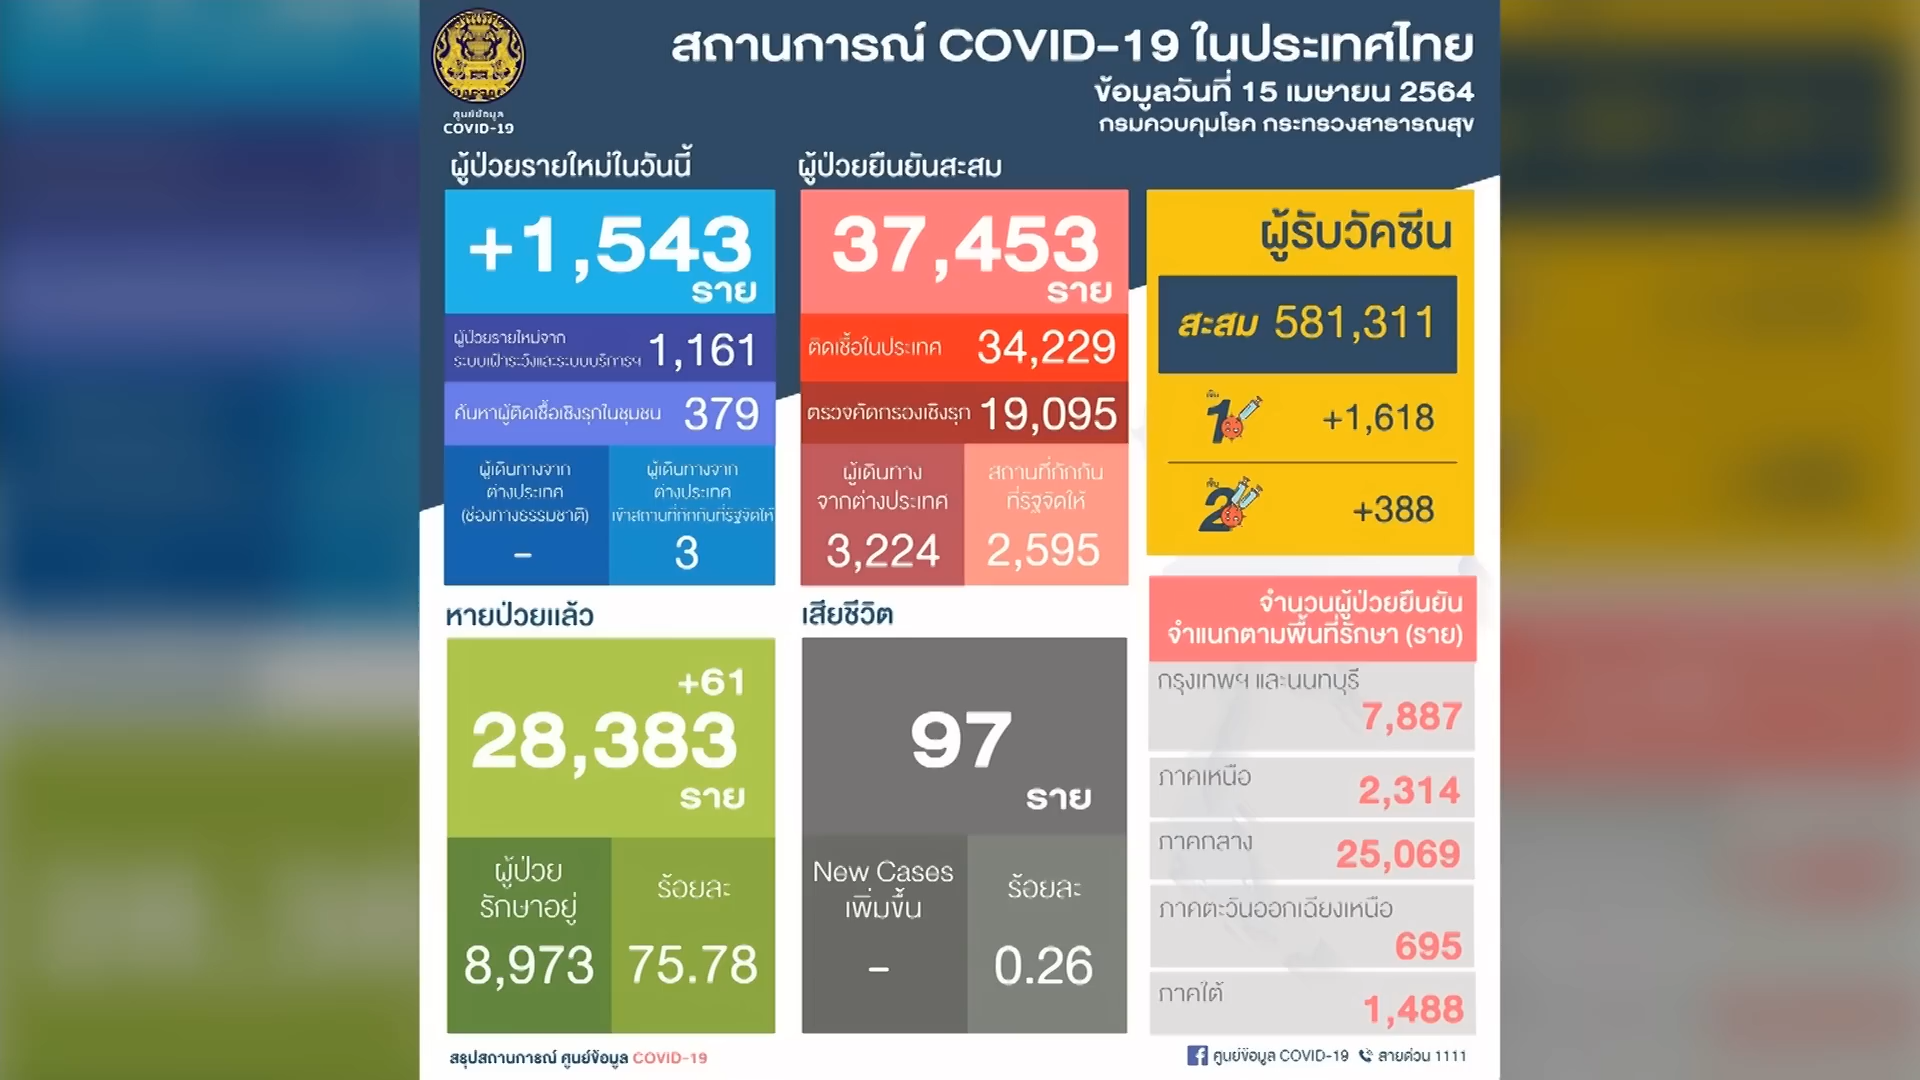 สถานการณ์ COVID-19 ในประเทศไทย
ข้อมูลวันที่ 15 เมษายน 2564
กรมควบคุมโรค กระทรวงสาธารณสุข
ศูนย์ข้อมูล
COVID-19
ผู้ป่วยรายใหม่ในวันนี้
+1,543
ราย
ผู้ป่วยรายใหม่จาก
ระบบเฝ้าระวังและระบบบริการฯ
1,161
ค้นหาผู้ติดเชื้อเชิงรุกในชุมชน 379
ผู้เดินทางจาก
ต่างประเทศ
(ช่องทางธรรมชาติ)
-
ผู้เดินทางจาก
ต่างประเทศ
เข้าสถานที่กักกันที่รัฐจัดให้
3
ผู้ป่วยยืนยันสะสม
37,453
ราย
ติดเชื้อในประเทศ 34,229
ตรวจคัดกรองเชิงรุก 19,095
ผู้เดินทาง
จากต่างประเทศ
3,224
สถานที่กักกัน
ที่รัฐจัดให้
2,595
ผู้รับวัคซีน
สะสม 581,311
เข็ม
1
+1,618
เข็ม
2
+388
หายป่วยแล้ว
+61
28,383
ราย
ผู้ป่วย
รักษาอยู่
8,973
ร้อยละ
75.78
เสียชีวิต
97
ราย
New Cases
เพิ่มขึ้น
-
ร้อยละ
0.26
จำนวนผู้ป่วยยืนยัน
จำแนกตามพื้นที่รักษา (ราย)
กรุงเทพฯ และนนทบุรี
7,887
ภาคเหนือ
2,314
ภาคกลาง
25,069
ภาคตะวันออกเฉียงเหนือ
695
ภาคใต้
1,488
สรุปสถานการณ์ ศูนย์ข้อมูล COVID-19
ศูนย์ข้อมูล COVID-19 สายด่วน 1111